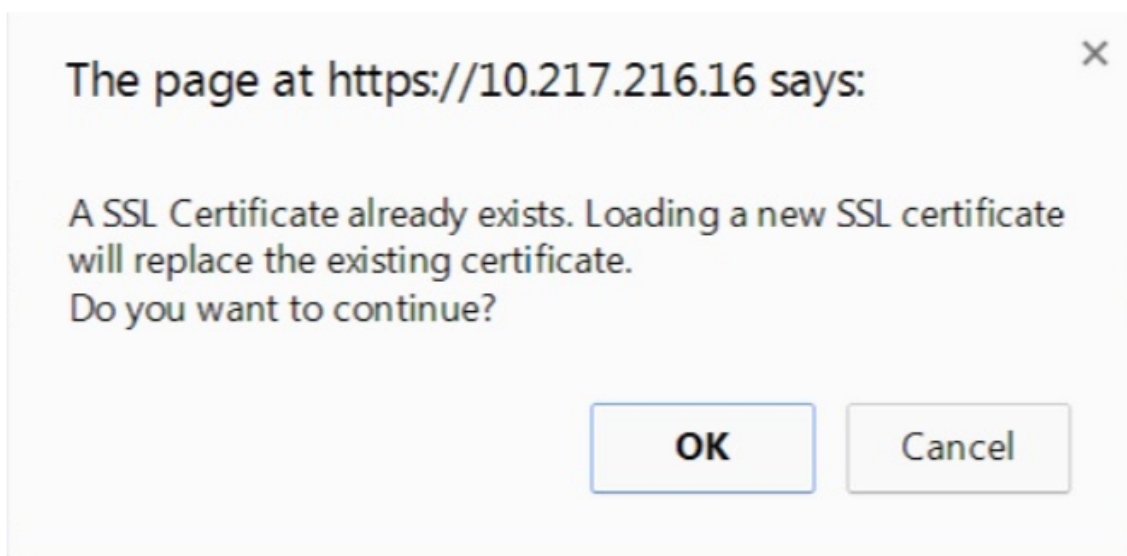 The page at https://10.217.216.16 says:
A SSL Certificate already exists. Loading a new SSL certificate
will replace the existing certificate.
Do you want to continue?
OK Cancel